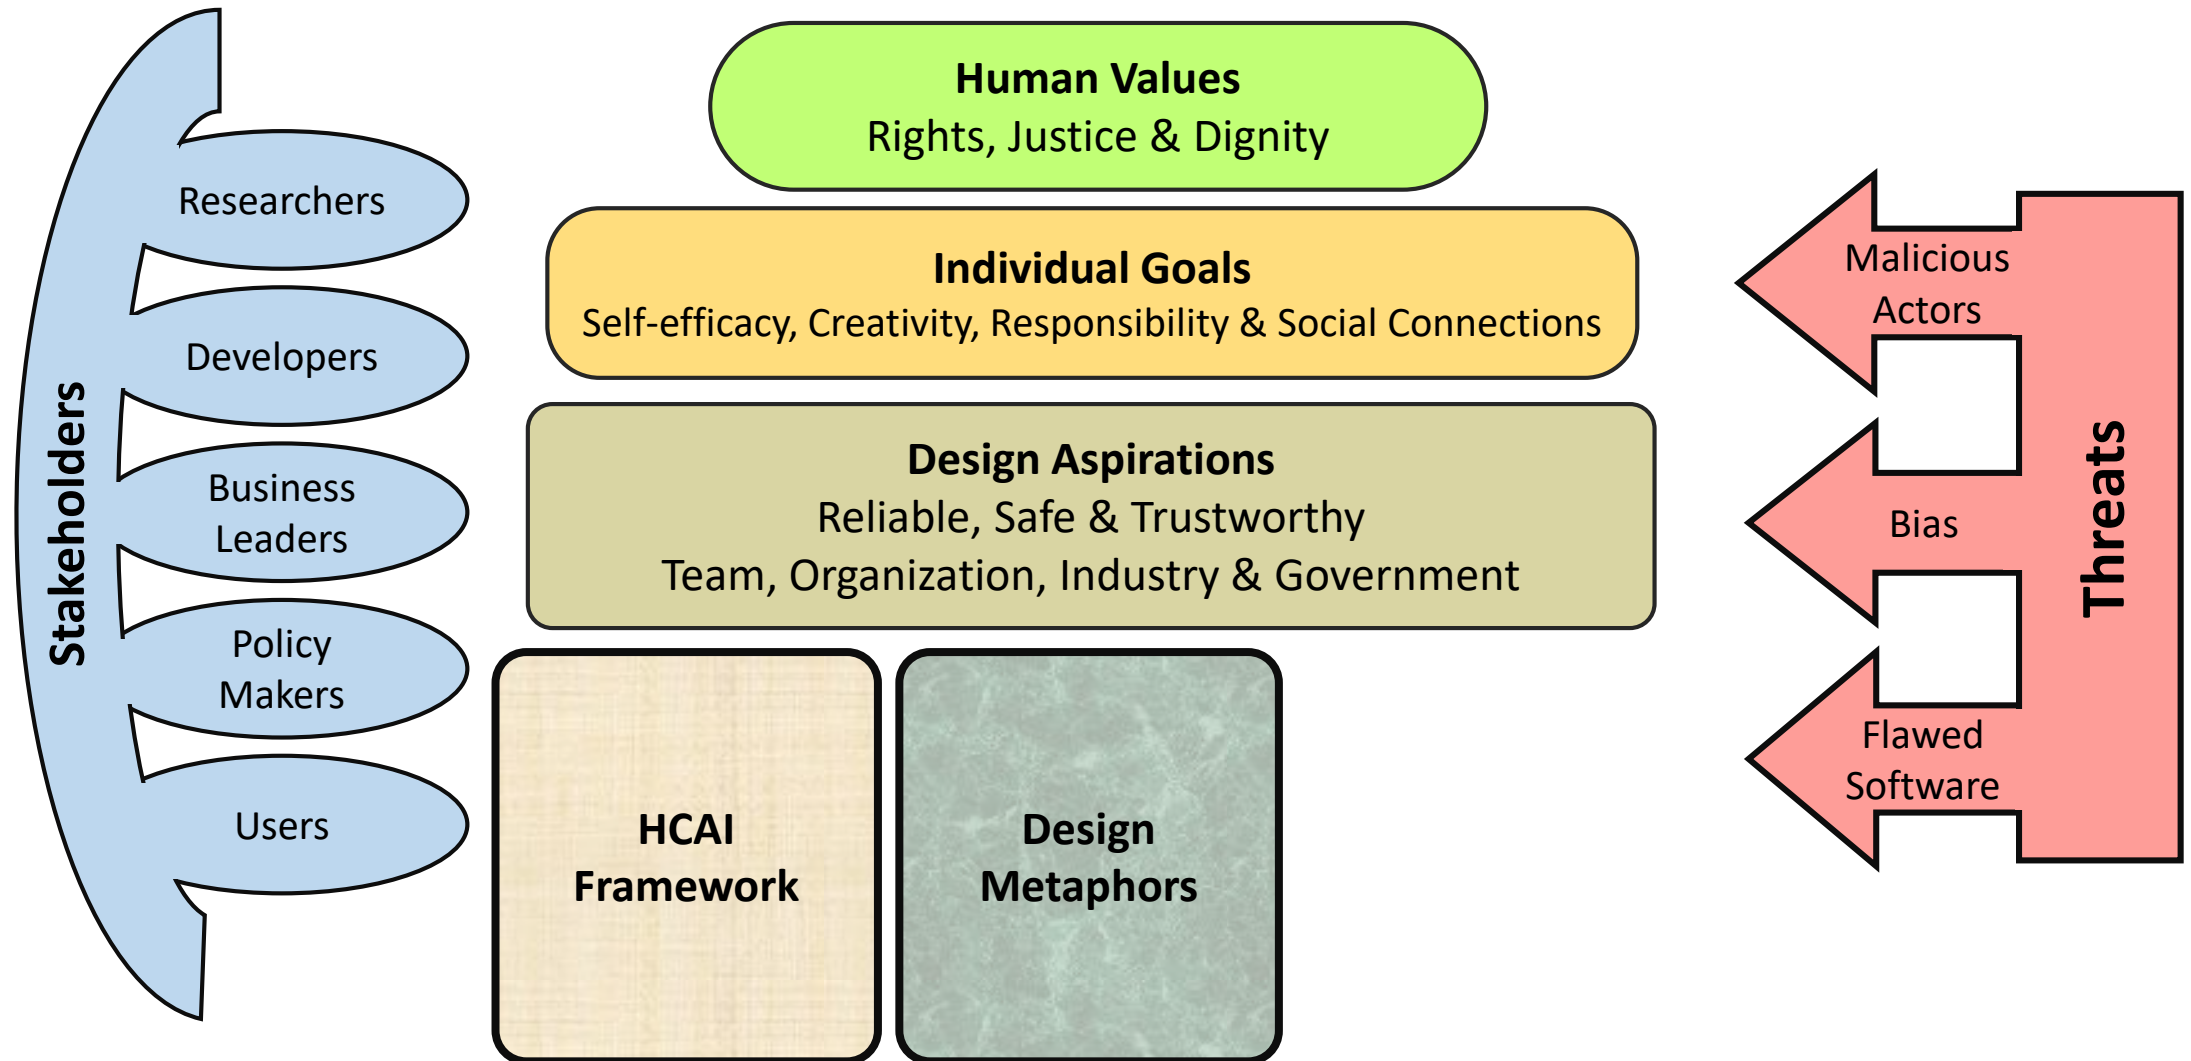 Stakeholders
Researchers
Developers
Business
Leaders
Policy
Makers
Users
Human Values
Rights, Justice & Dignity
Individual Goals
Self-efficacy, Creativity, Responsibility & Social Connections
Design Aspirations
Reliable, Safe & Trustworthy
Team, Organization, Industry & Government
HCAI
Framework
Design
Metaphors
Malicious
Actors
Bias
Flawed
Software
Threats